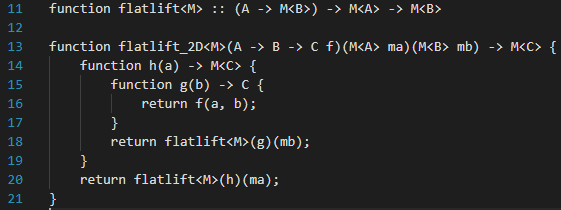 11 function flatlift<M> :: (A -> M<B>) -> M<A> -> M<B>
12
13 function flatlift_2D<M>(A -> B -> C f)(M<A> ma)(M<B> mb) -> M<C> {
14     function h(a) -> M<C> {
15         function g(b) -> C {
16             return f(a, b);
17         }
18         return flatlift<M>(g)(mb);
19     }
20     return flatlift<M>(h)(ma);
21 }